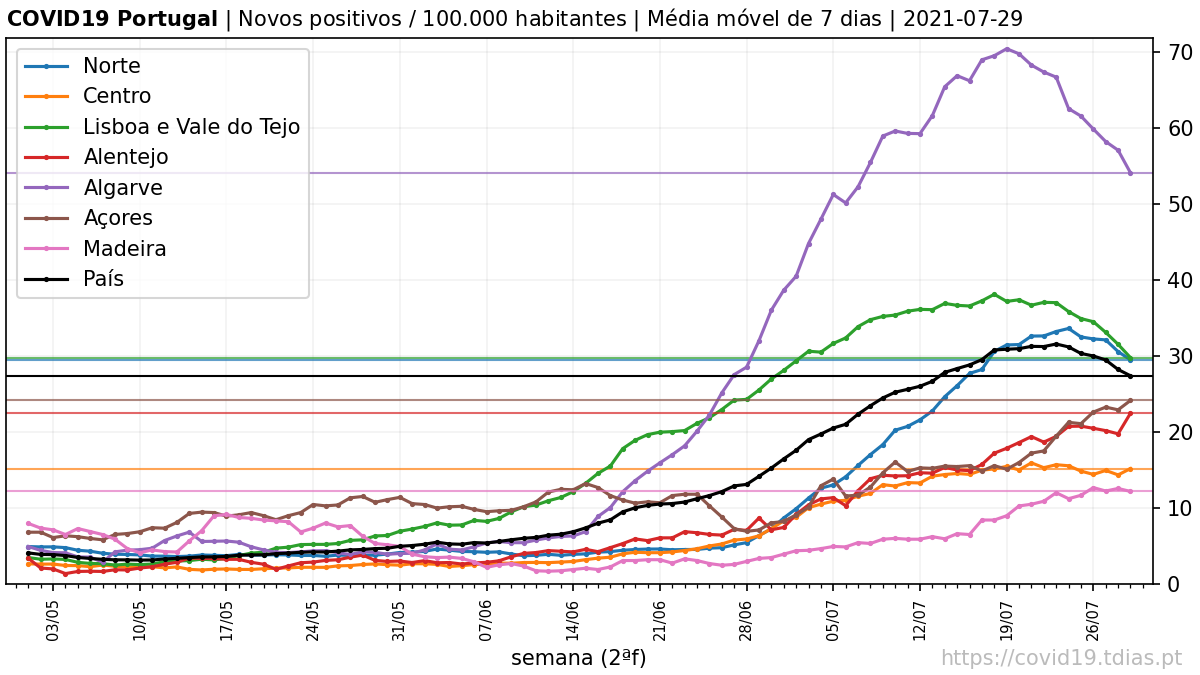 COVID19 Portugal | Novos positivos / 100.000 habitantes | Média móvel de 7 dias | 2021-07-29
Norte
Centro
Lisboa e Vale do Tejo
Alentejo
Algarve
Açores
Madeira
País
70
60
50
40
30
20
10
0
03/05
10/05
17/05
24/05
31/05
07/06
14/06
21/06
28/06
05/07
12/07
19/07
26/07
semana (2ªf)
https://covid19.tdias.pt